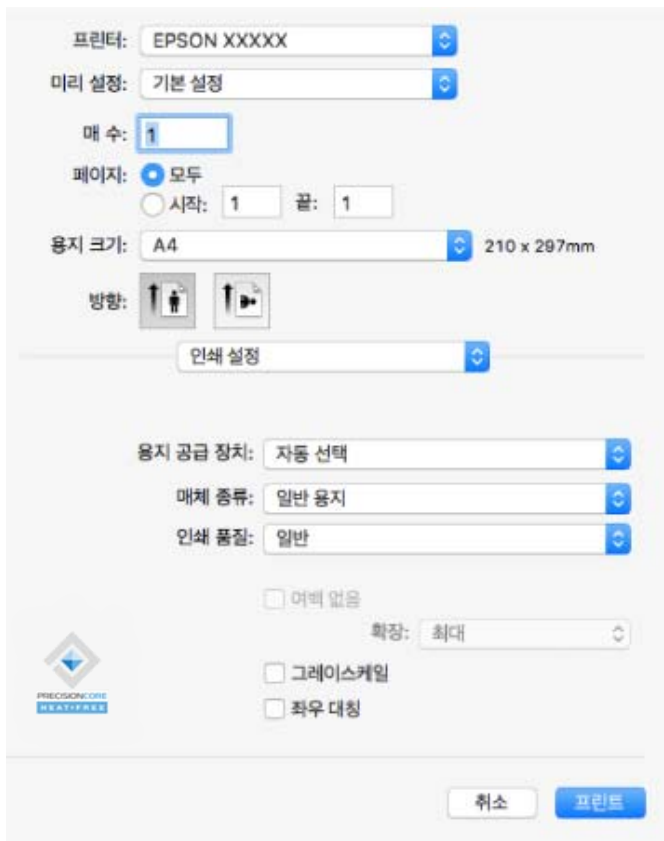 프린터: EPSON XXXXX
미리 설정: 기본 설정
매 수: 1
페이지: 모두
시작: 1 끝: 1
용지 크기: A4 210 x 297mm
방향:
인쇄 설정
용지 공급 장치: 자동 선택
매체 종류: 일반 용지
인쇄 품질: 일반
여백 없음
확장: 최대
그레이스케일
좌우 대칭
PRECISIONCORE
HEAT-FREE
취소 프린트